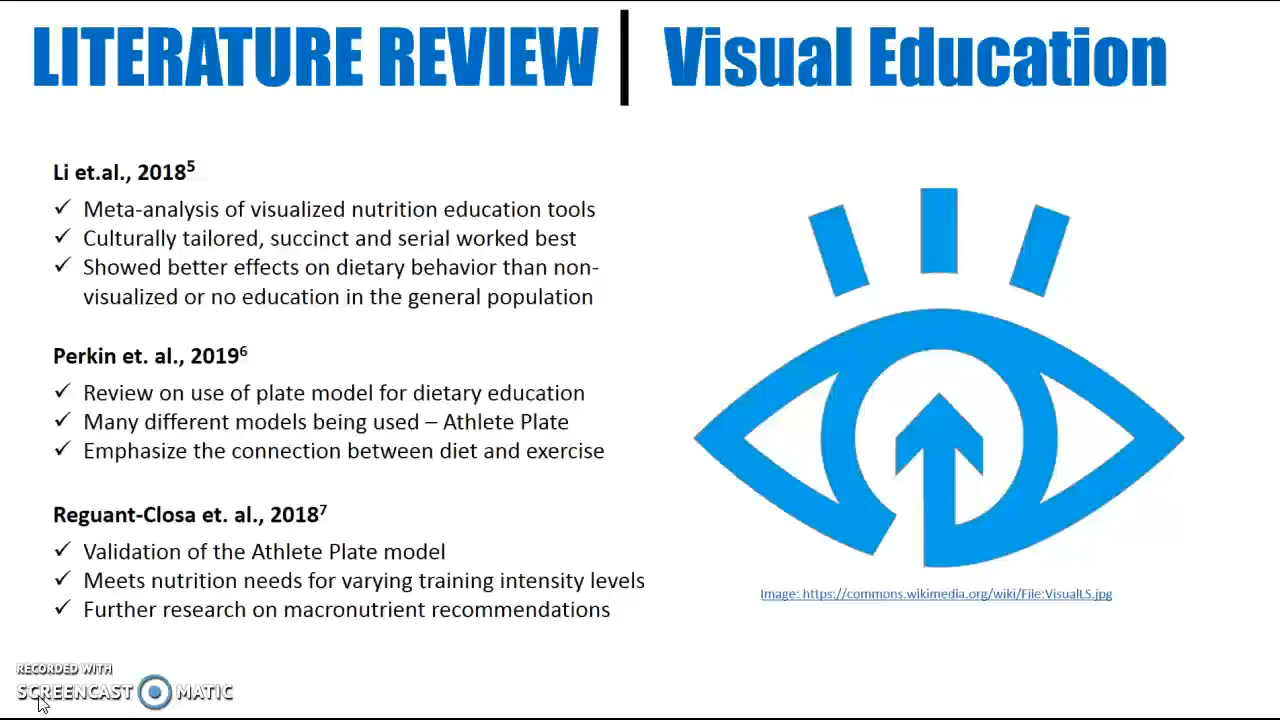 LITERATURE REVIEW | Visual Education
Li et.al., 2018⁵
✓ Meta-analysis of visualized nutrition education tools
✓ Culturally tailored, succinct and serial worked best
✓ Showed better effects on dietary behavior than non-
visualized or no education in the general population
Perkin et. al., 2019⁶
✓ Review on use of plate model for dietary education
✓ Many different models being used – Athlete Plate
✓ Emphasize the connection between diet and exercise
Reguant-Closa et. al., 2018⁷
✓ Validation of the Athlete Plate model
✓ Meets nutrition needs for varying training intensity levels
✓ Further research on macronutrient recommendations
Image: https://commons.wikimedia.org/wiki/File:VisualLS.jpg
RECORDED WITH
SCREENCAST MATIC